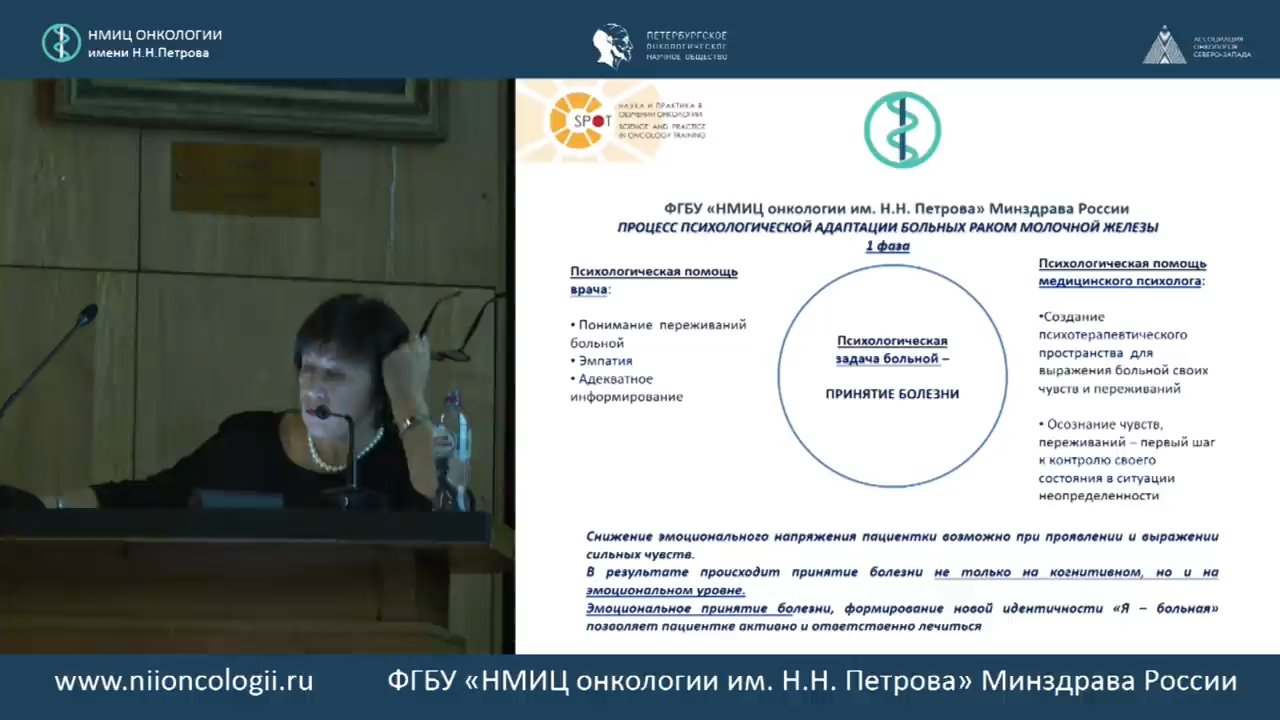 НМИЦ ОНКОЛОГИИ
имени Н.Н.Петрова
ПЕТЕРБУРГСКОЕ
ОНКОЛОГИЧЕСКОЕ
НАУЧНОЕ ОБЩЕСТВО
АССОЦИАЦИЯ
ОНКОЛОГОВ
СЕВЕРО-ЗАПАДА
SPOT
НАУКА И ПРАКТИКА В
ОБУЧЕНИИ ОНКОЛОГИИ
SCIENCE AND PRACTICE
IN ONCOLOGY TRAINING
ФГБУ «НМИЦ онкологии им. Н.Н. Петрова» Минздрава России
ПРОЦЕСС ПСИХОЛОГИЧЕСКОЙ АДАПТАЦИИ БОЛЬНЫХ РАКОМ МОЛОЧНОЙ ЖЕЛЕЗЫ
1 фаза
Психологическая помощь
врача:
• Понимание переживаний
больной
• Эмпатия
• Адекватное
информирование
Психологическая
задача больной –
ПРИНЯТИЕ БОЛЕЗНИ
Психологическая помощь
медицинского психолога:
•Создание
психотерапевтического
пространства для
выражения больной своих
чувств и переживаний
• Осознание чувств,
переживаний – первый шаг
к контролю своего
состояния в ситуации
неопределенности
Снижение эмоционального напряжения пациентки возможно при проявлении и выражении
сильных чувств.
В результате происходит принятие болезни не только на когнитивном, но и на
эмоциональном уровне.
Эмоциональное принятие болезни, формирование новой идентичности «Я – больная»
позволяет пациентке активно и ответственно лечиться
www.niioncologii.ru
ФГБУ «НМИЦ онкологии им. Н.Н. Петрова» Минздрава России